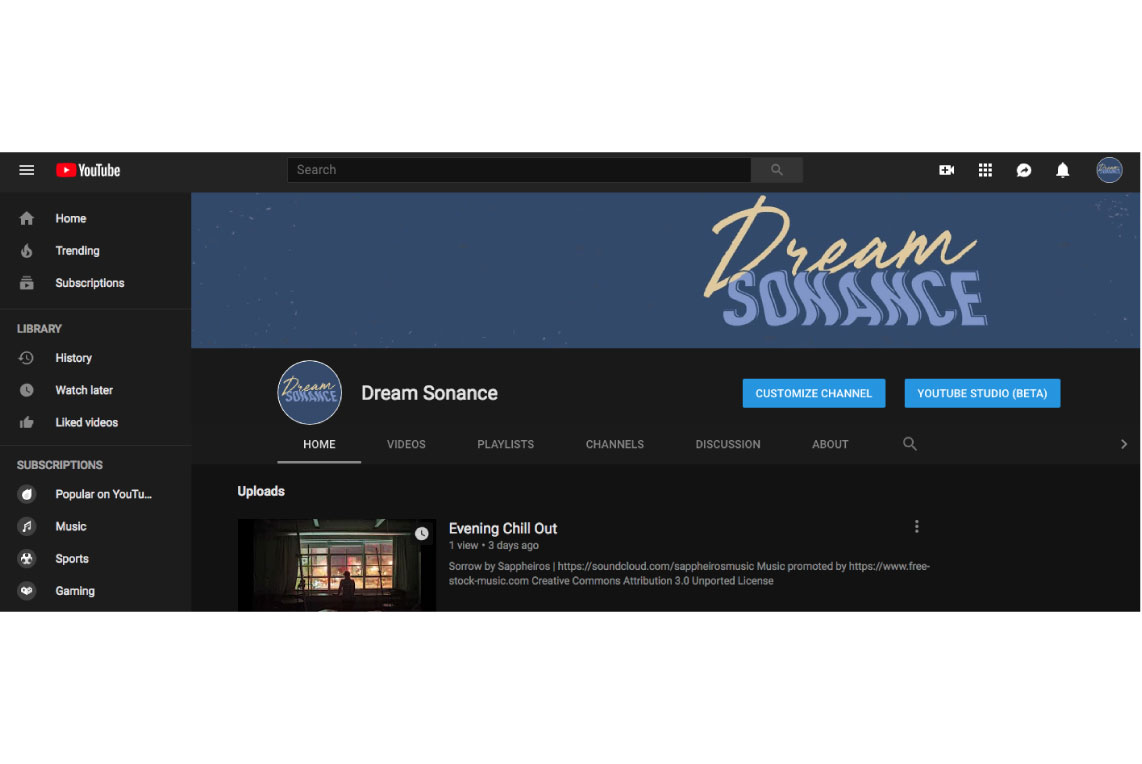 YouTube
Search
Dream
SONANCE
Home
Trending
Subscriptions
LIBRARY
History
Watch later
Liked videos
SUBSCRIPTIONS
Popular on YouTu...
Music
Sports
Gaming
Dream
SONANCE
Dream
SONANCE
Dream Sonance
CUSTOMIZE CHANNEL
YOUTUBE STUDIO (BETA)
HOME
VIDEOS
PLAYLISTS
CHANNELS
DISCUSSION
ABOUT
Uploads
Evening Chill Out
1 view • 3 days ago
Sorrow by Sappheiros | https://soundcloud.com/sappheirosmusic Music promoted by https://www.free-
stock-music.com Creative Commons Attribution 3.0 Unported License